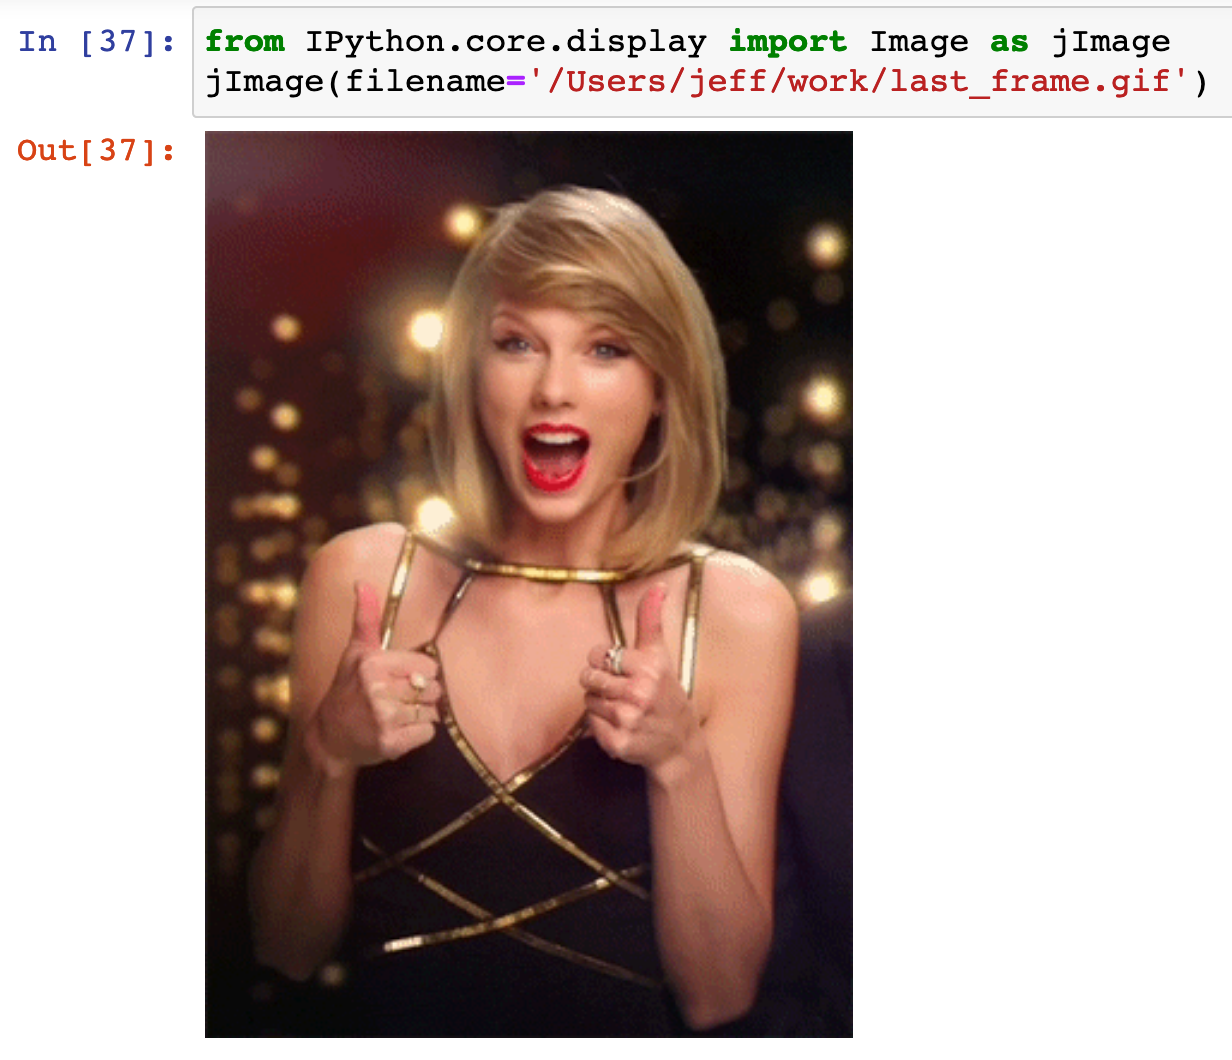 In [37]: from IPython.core.display import Image as jImage
jImage(filename='/Users/jeff/work/last_frame.gif')
Out[37]: